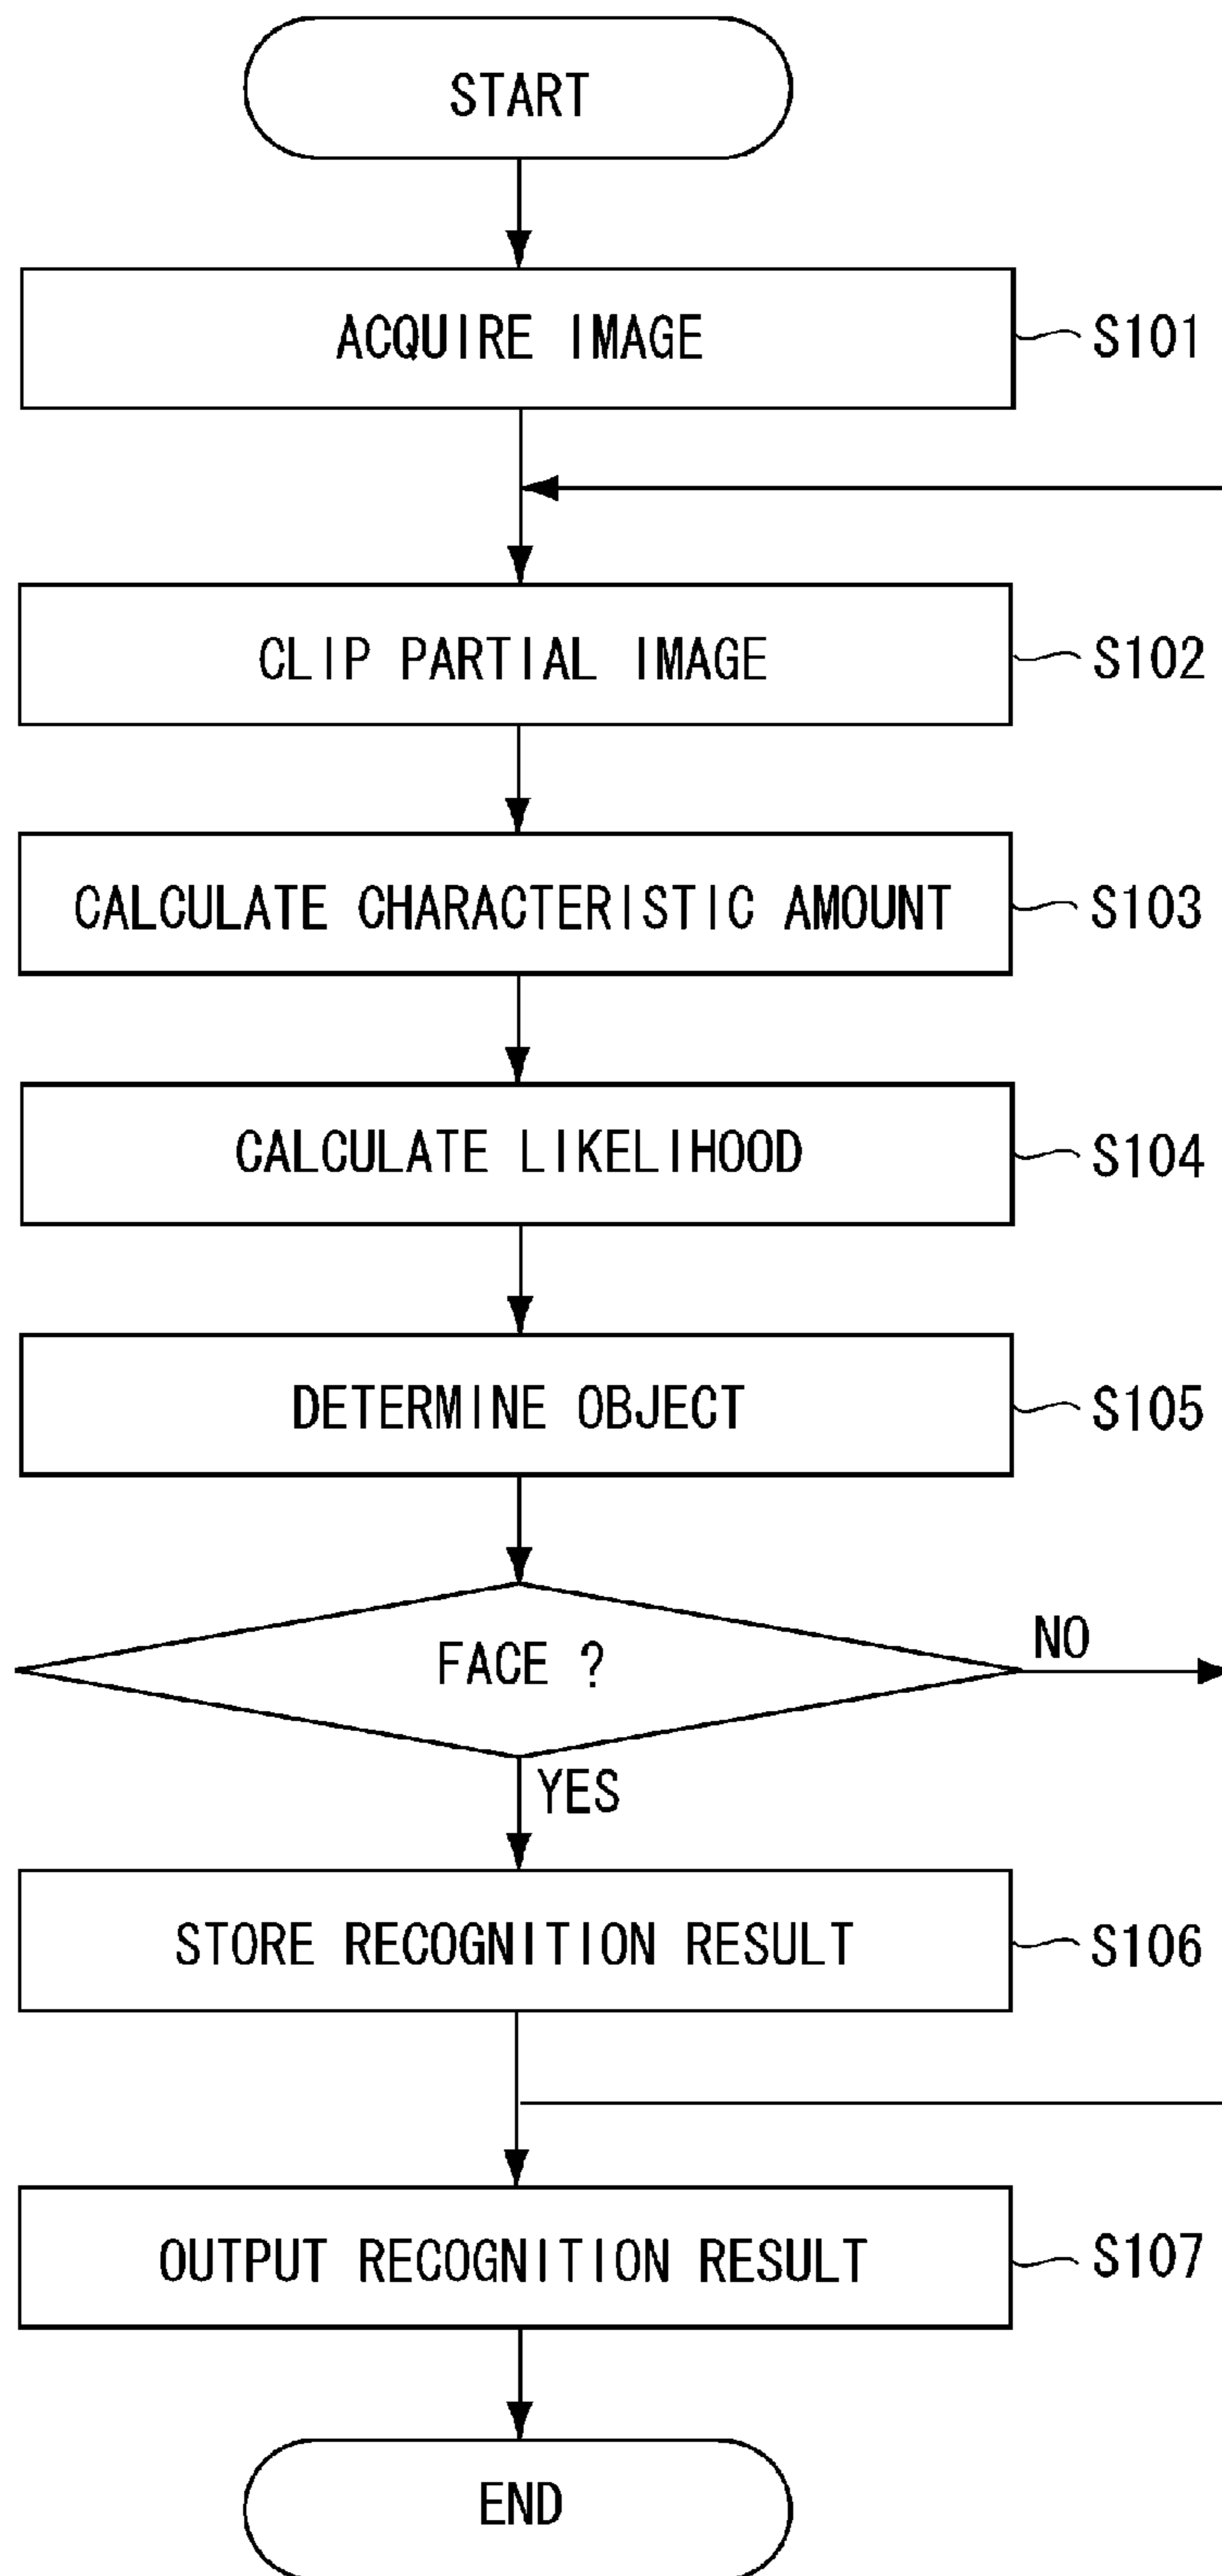 START
ACQUIRE IMAGE S101
CLIP PARTIAL IMAGE S102
CALCULATE CHARACTERISTIC AMOUNT S103
CALCULATE LIKELIHOOD S104
DETERMINE OBJECT S105
FACE ? NO
YES
STORE RECOGNITION RESULT S106
OUTPUT RECOGNITION RESULT S107
END